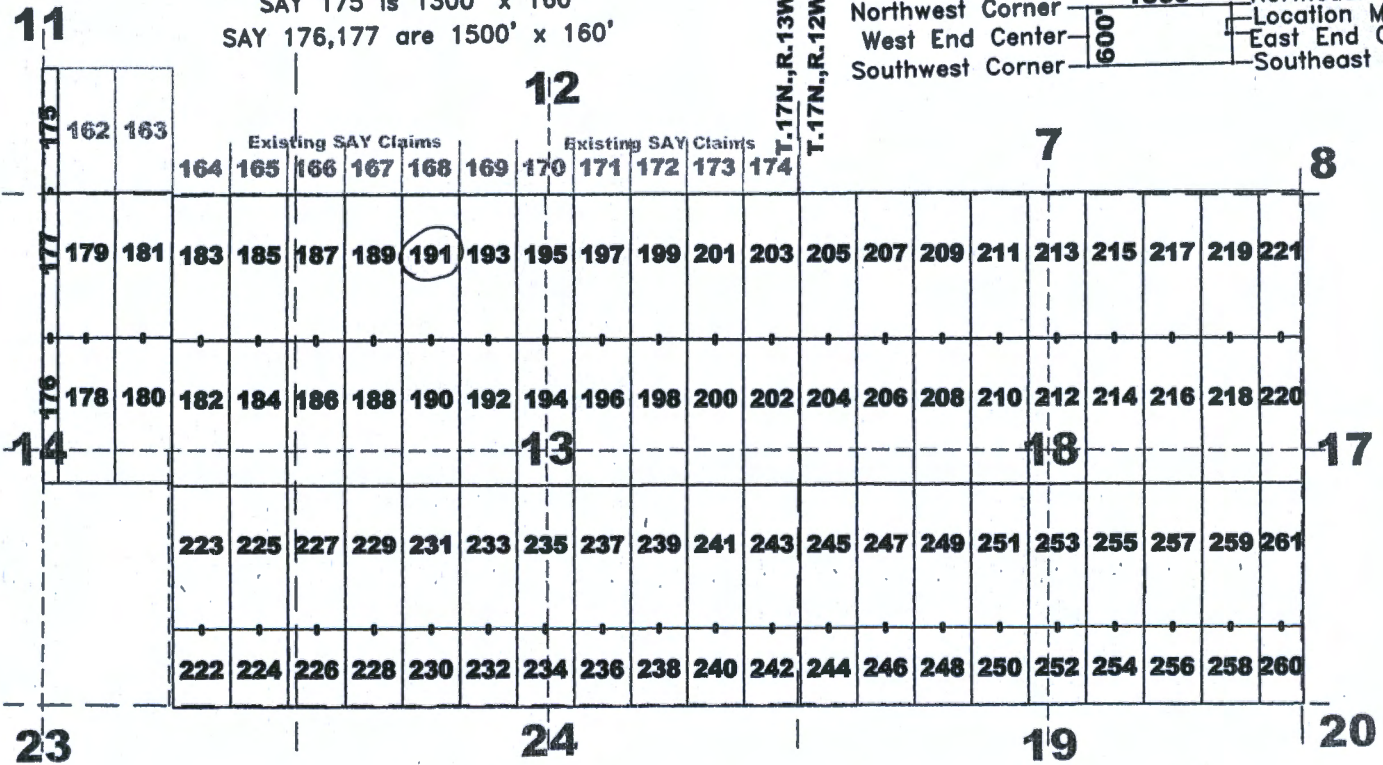 11
SAY 175 is 1300' x 160'
SAY 176,177 are 1500' x 160'
Northwest Corner
West End Center
Southwest Corner
600'
Location
East End
Southeast
T.17N.,R.13W
T.17N.,R.12W
12
7
8
175 162 163
Existing SAY Claims Existing SAY Claims
164 165 166 167 168 169 170 171 172 173 174
177 179 181 183 185 187 189 191 193 195 197 199 201 203 205 207 209 211 213 215 217 219 221
176 178 180 182 184 186 188 190 192 194 196 198 200 202 204 206 208 210 212 214 216 218 220
14 13 18 17
223 225 227 229 231 233 235 237 239 241 243 245 247 249 251 253 255 257 259 261
222 224 226 228 230 232 234 236 238 240 242 244 246 248 250 252 254 256 258 260
23 24 19 20